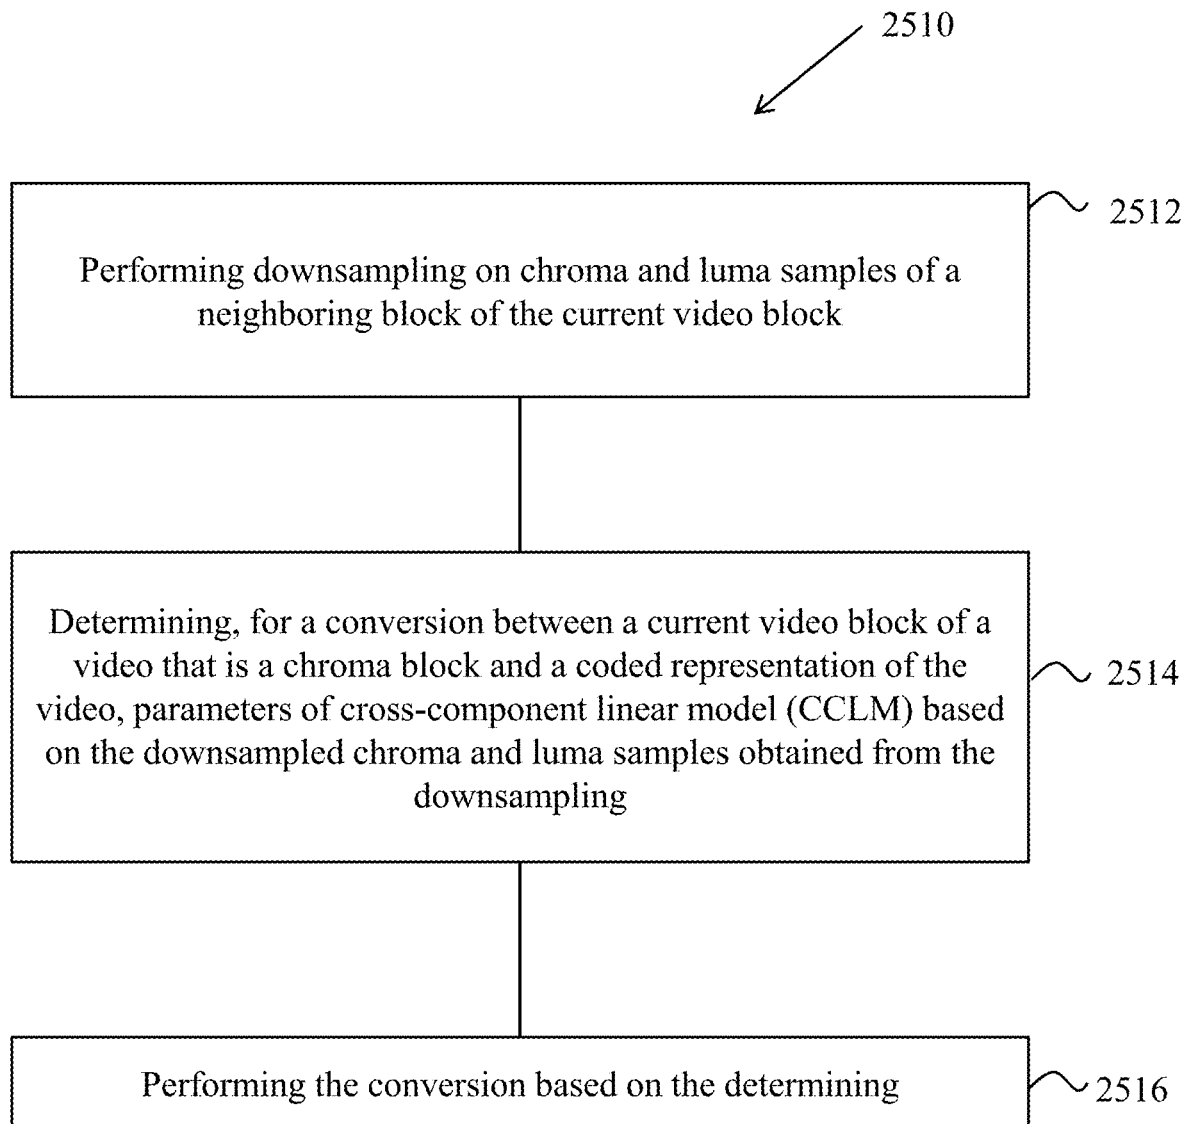 2510
2512
Performing downsampling on chroma and luma samples of a
neighboring block of the current video block
Determining, for a conversion between a current video block of a
video that is a chroma block and a coded representation of the
video, parameters of cross-component linear model (CCLM) based
on the downsampled chroma and luma samples obtained from the
downsampling
2514
Performing the conversion based on the determining
2516